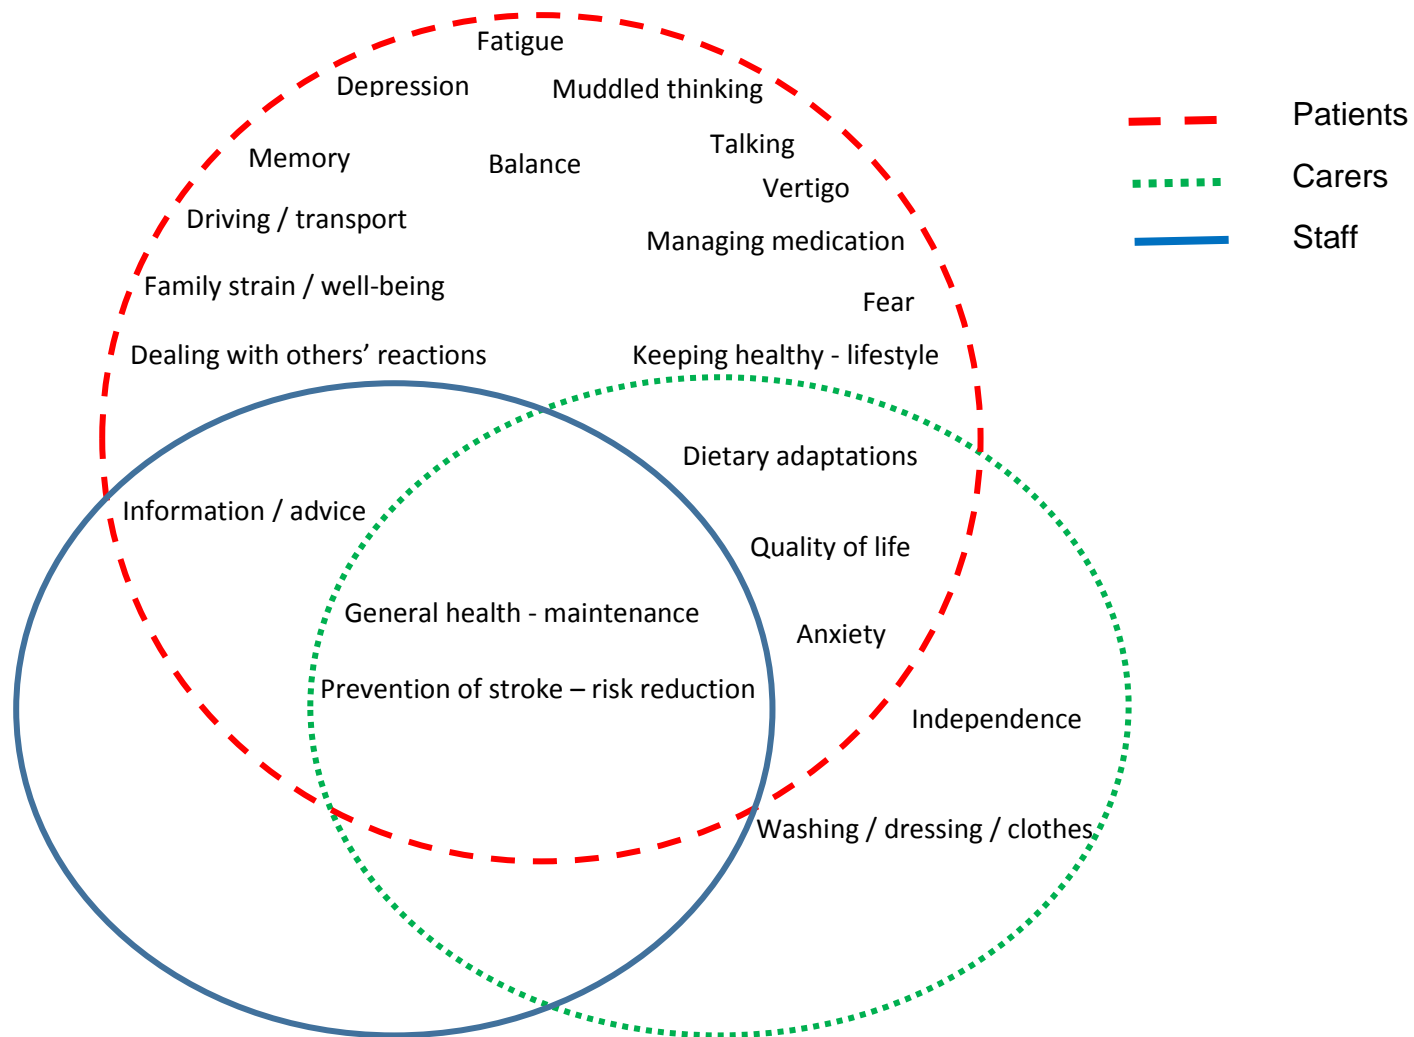 Fatigue
Depression
Muddled thinking
Patients
Talking
Memory
Balance
Carers
Vertigo
Driving / transport
Managing medication
Staff
Family strain / well-being
Fear
Dealing with others’ reactions
Keeping healthy - lifestyle
Dietary adaptations
Information / advice
Quality of life
General health - maintenance
Anxiety
Prevention of stroke – risk reduction
Independence
Washing / dressing / clothes